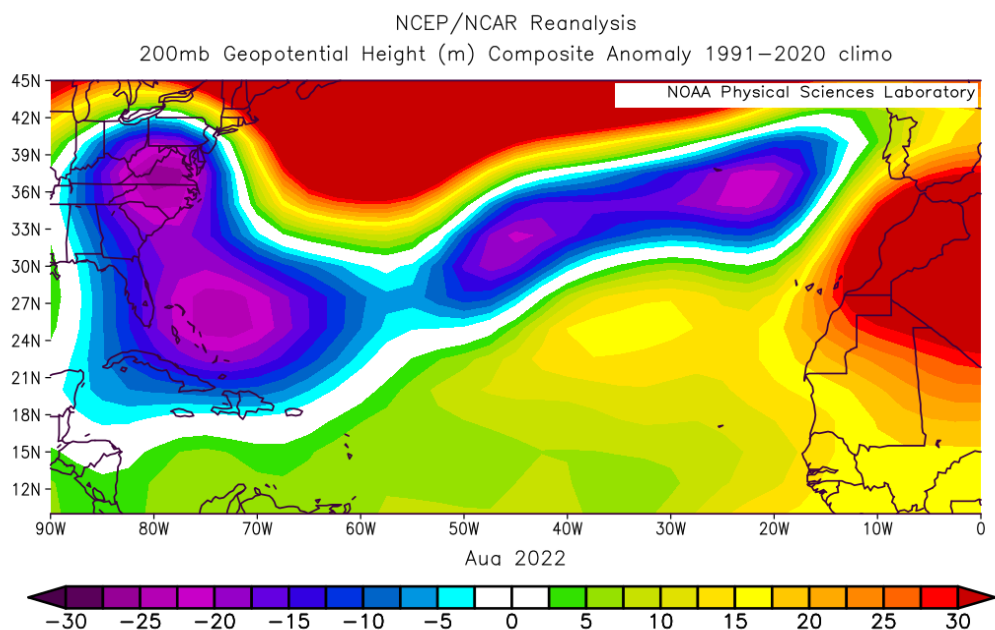 NCEP/NCAR Reanalysis
200mb Geopotential Height (m) Composite Anomaly 1991−2020 climo
NOAA Physical Sciences Laboratory
45N
42N
39N
36N
33N
30N
27N
24N
21N
18N
15N
12N
90W 80W 70W 60W 50W 40W 30W 20W 10W 0
Aug 2022
−30 −25 −20 −15 −10 −5 0 5 10 15 20 25 30